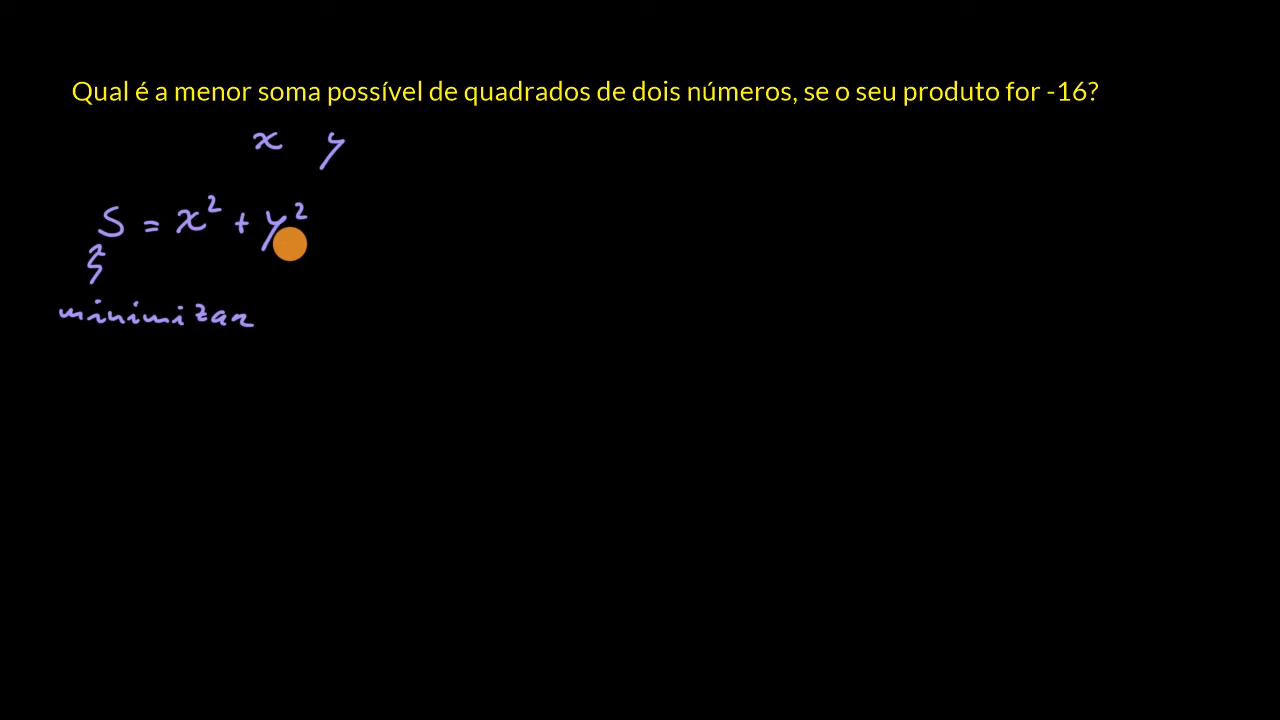 Qual é a menor soma possível de quadrados de dois números, se o seu produto for -16?
x y
S = x² + y²
minimizar